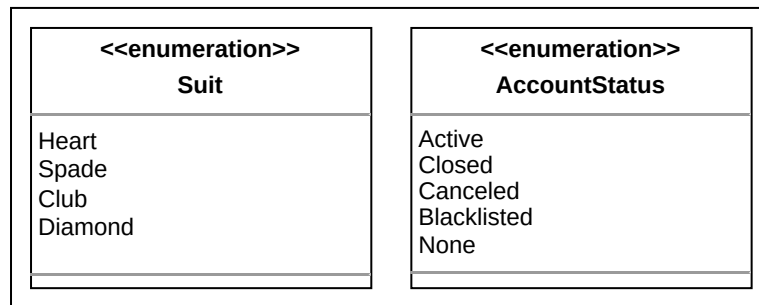 <<enumeration>>
Suit
Heart
Spade
Club
Diamond
<<enumeration>>
AccountStatus
Active
Closed
Canceled
Blacklisted
None